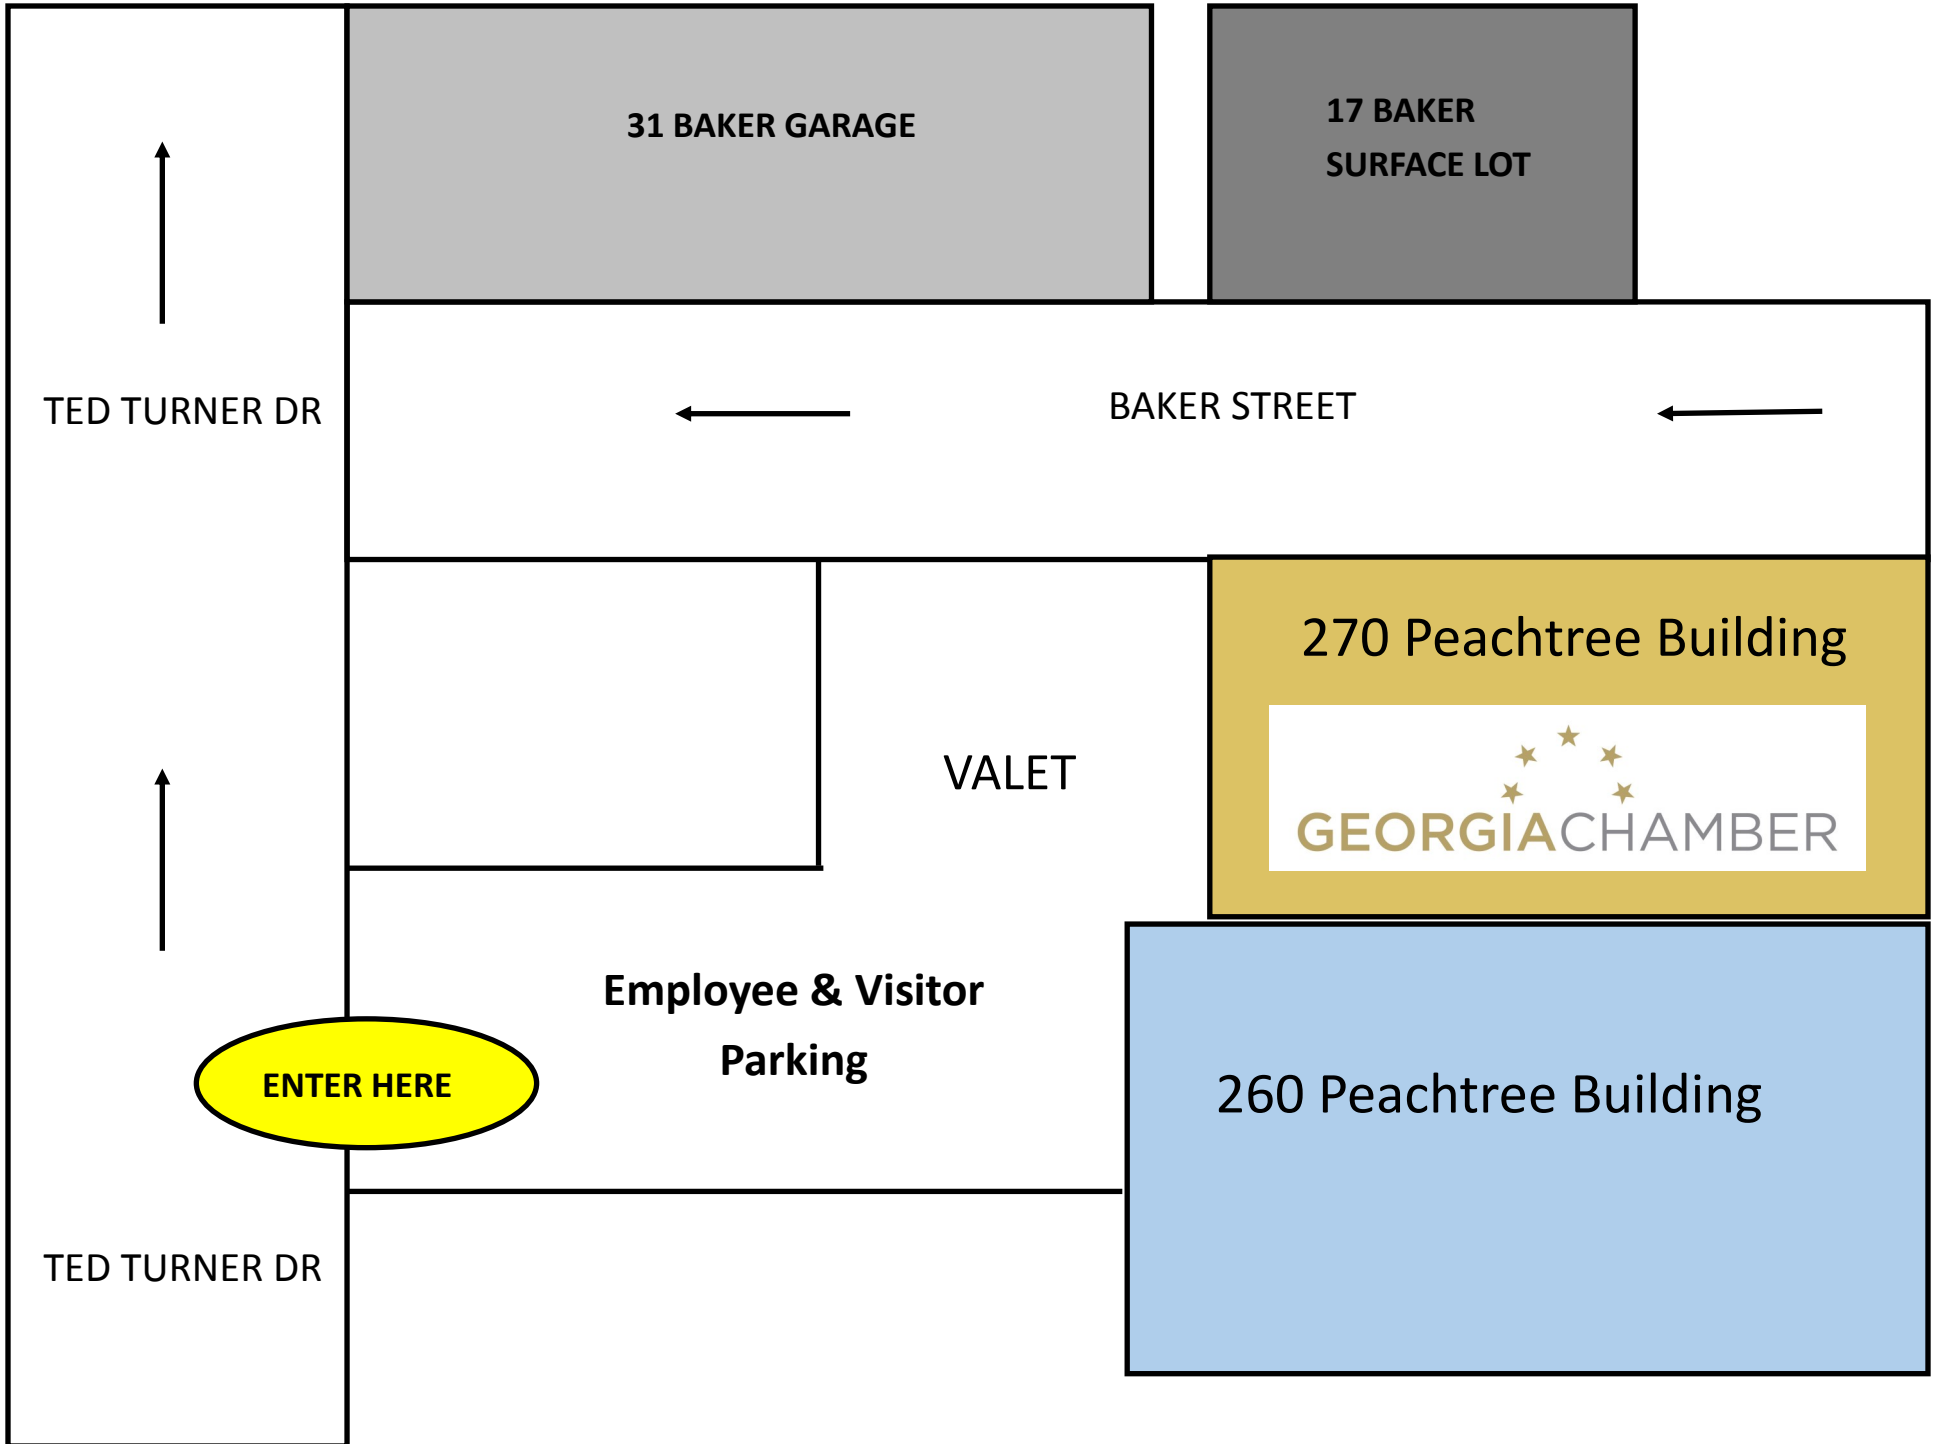 31 BAKER GARAGE
17 BAKER
SURFACE LOT
TED TURNER DR
BAKER STREET
270 Peachtree Building
VALET
GEORGIACHAMBER
Employee & Visitor
Parking
ENTER HERE
260 Peachtree Building
TED TURNER DR